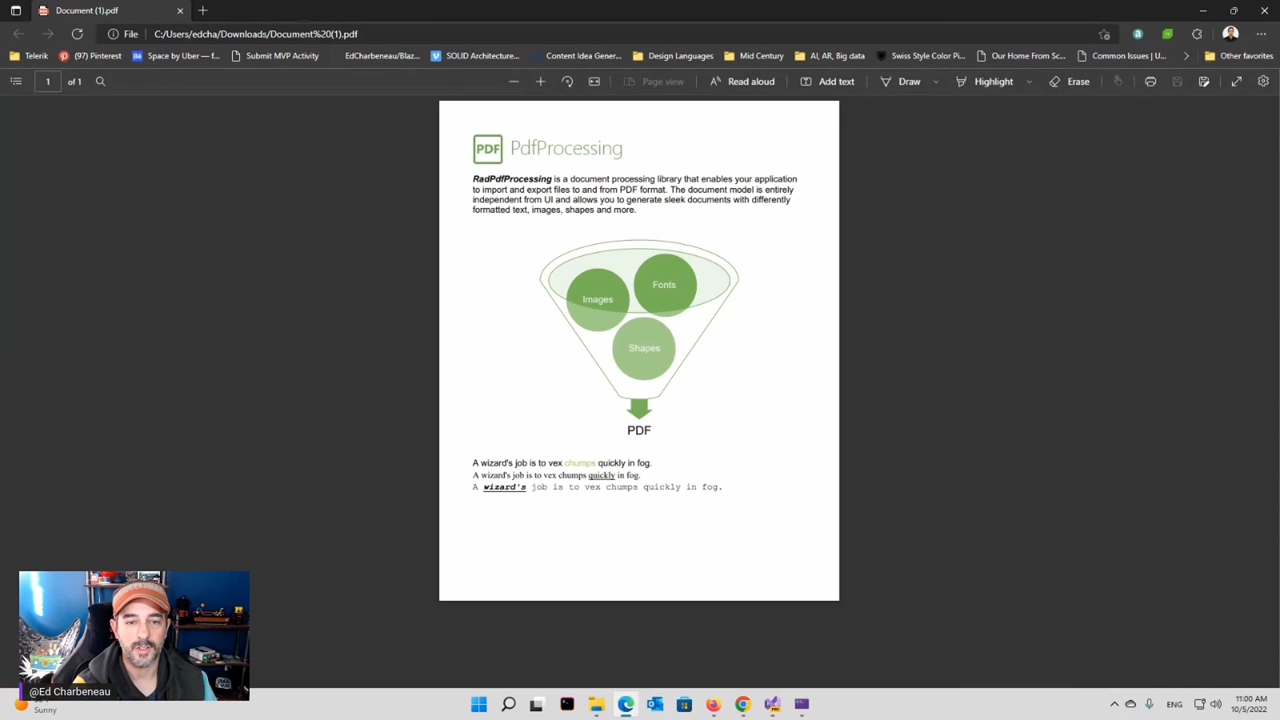 Document (1).pdf
File C:/Users/edcha/Downloads/Document%20(1).pdf
Telerik (97) Pinterest Space by Uber — f... Submit MVP Activity EdCharbeneau/Blaz... SOLID Architecture... Content Idea Gener... Design Languages Mid Century AI, AR, Big data Swiss Style Color Pi... Our Home From Sc... Common Issues | U... Other favorites
1 of 1 Page view Read aloud Add text Draw Highlight Erase
PDF PdfProcessing
RadPdfProcessing is a document processing library that enables your application
to import and export files to and from PDF format. The document model is entirely
independent from UI and allows you to generate sleek documents with differently
formatted text, images, shapes and more.
Fonts
Images
Shapes
PDF
A wizard's job is to vex chumps quickly in fog.
A wizard's job is to vex chumps quickly in fog.
A wizard's job is to vex chumps quickly in fog.
@Ed Charbeneau
Sunny
ENG
11:00 AM
10/5/2022